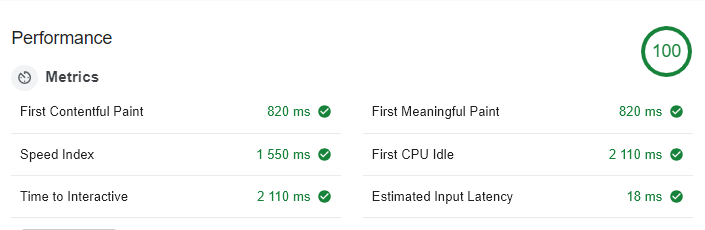 Performance
100
Metrics
First Contentful Paint 820 ms
First Meaningful Paint 820 ms
Speed Index 1 550 ms
First CPU Idle 2 110 ms
Time to Interactive 2 110 ms
Estimated Input Latency 18 ms